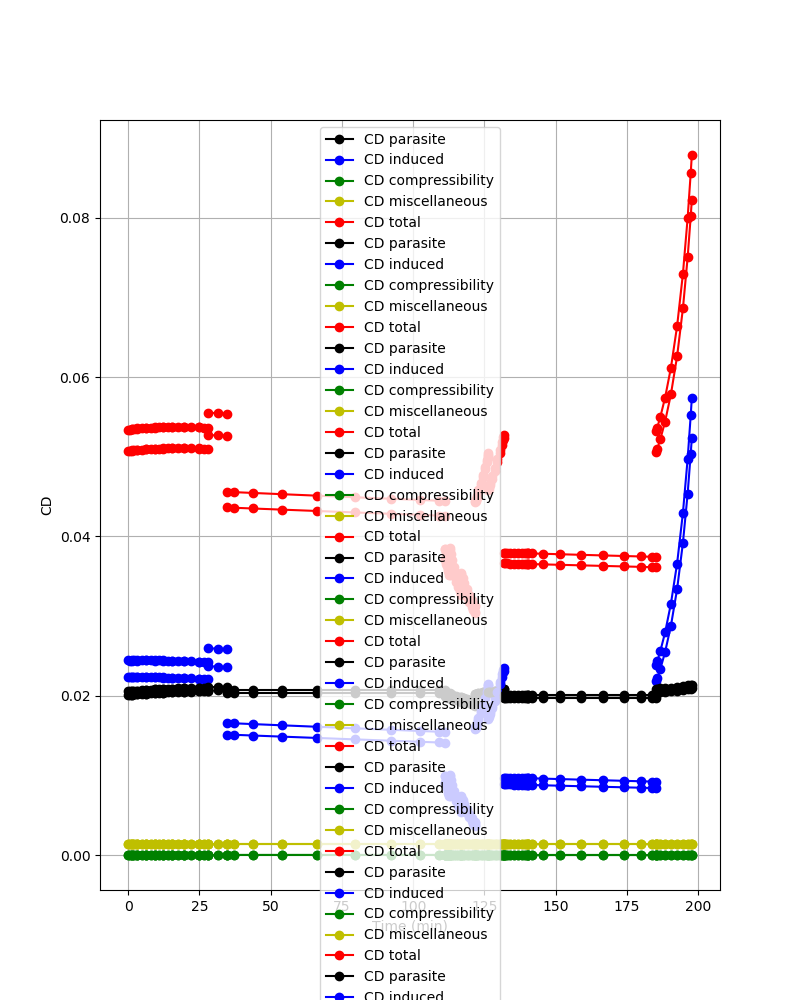 CD parasite
CD induced
CD compressibility
CD miscellaneous
CD total
CD parasite
CD induced
CD compressibility
CD miscellaneous
CD total
CD parasite
CD induced
CD compressibility
CD miscellaneous
CD total
CD parasite
CD induced
CD compressibility
CD miscellaneous
CD total
CD parasite
CD induced
CD compressibility
CD miscellaneous
CD total
CD parasite
CD induced
CD compressibility
CD miscellaneous
CD total
CD parasite
CD induced
CD compressibility
CD miscellaneous
CD total
CD parasite
CD induced
CD compressibility
CD miscellaneous
CD total
CD parasite
CD induced
0.08
0.06
0.04
0.02
0.00
CD
0 25 50 75 100 125 150 175 200
Time (min)